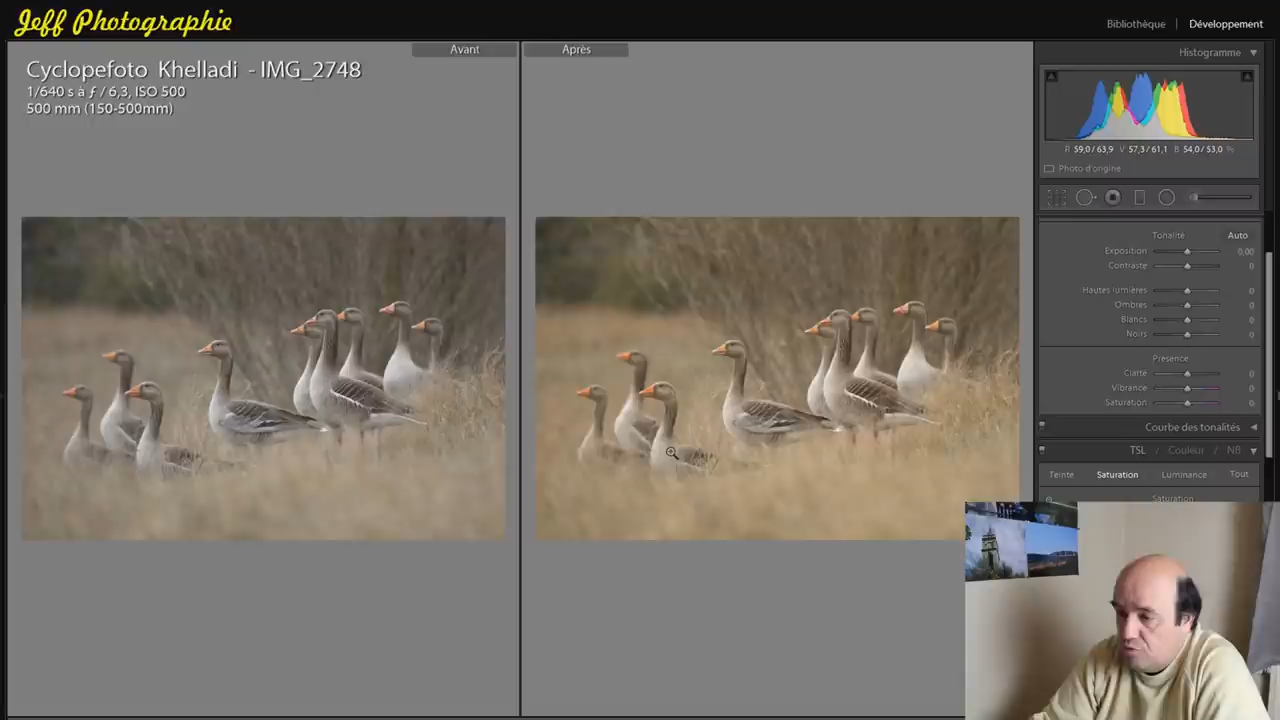 Jeff Photographie
Bibliothèque | Développement
Avant
Après
Histogramme
Cyclopefoto Khelladi - IMG_2748
1/640 s à ƒ / 6,3, ISO 500
500 mm (150-500mm)
R 59,0 / 63,9 V 57,3 / 61,1 B 54,0 / 53,0 %
Photo d'origine
Tonalité Auto
Exposition 0,00
Contraste 0
Hautes lumières 0
Ombres 0
Blancs 0
Noirs 0
Présence
Clarté 0
Vibrance 0
Saturation 0
Courbe des tonalités
TSL / Couleur / NB
Teinte Saturation Luminance Tout
Saturation